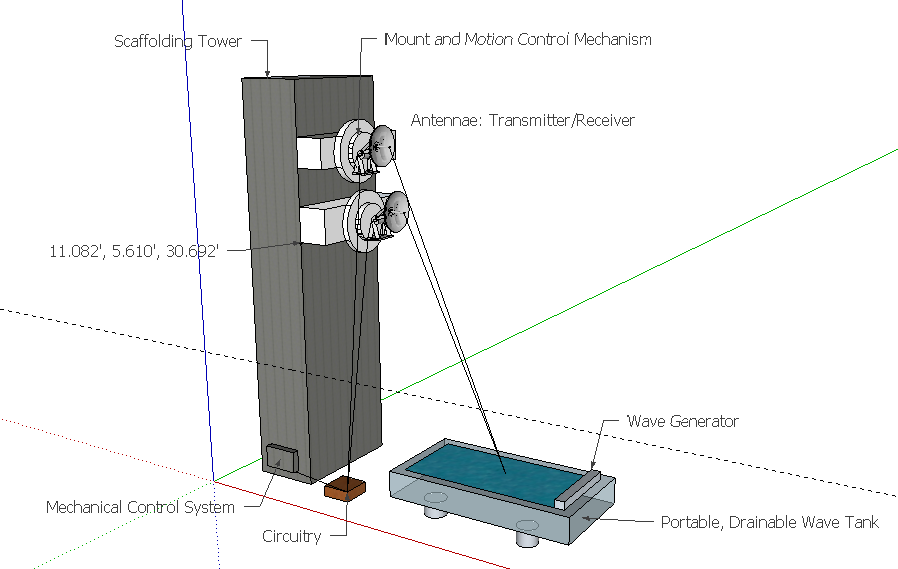 Scaffolding Tower
Mount and Motion Control Mechanism
Antennae: Transmitter/Receiver
11.082', 5.610', 30.692'
Wave Generator
Mechanical Control System
Circuitry
Portable, Drainable Wave Tank